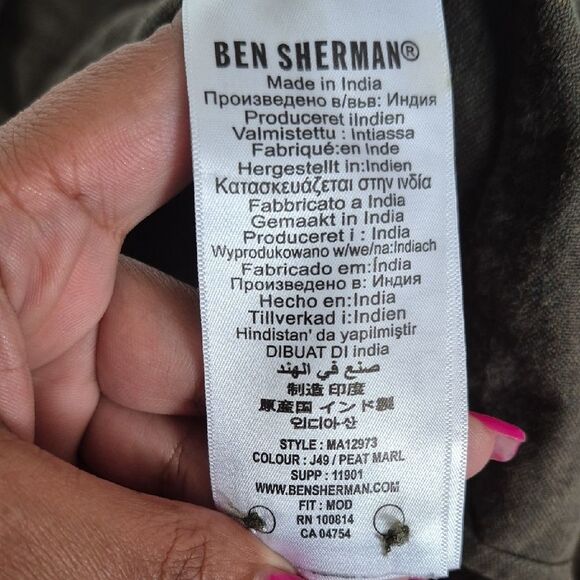 BEN SHERMAN®
Made in India
Произведено в/вьв: Индия
Produceret iIndien
Valmistettu : Intiassa
Fabriqué:en Inde
Hergestellt in:Indien
Κατασκευάζεται στην ινδία
Fabbricato a India
Gemaakt in India
Produceret i : India
Wyprodukowano w/we/na:Indiach
Fabricado em:Índia
Произведено в: Индия
Hecho en:India
Tillverkad i:Indien
Hindistan' da yapilmiştir
DIBUAT DI india
صنع في الهند
制造 印度
原産国 インド製
인디아산
STYLE : MA12973
COLOUR : J49 / PEAT MARL
SUPP : 11901
WWW.BENSHERMAN.COM
FIT : MOD
RN 100814
CA 04754